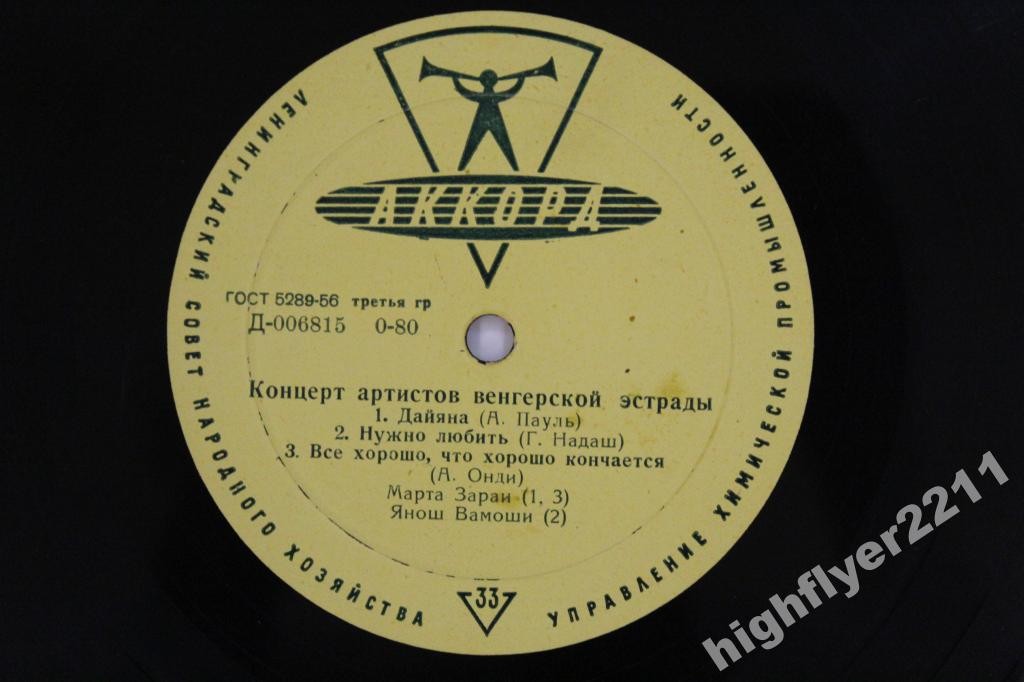 ЛЕНИНГРАДСКИЙ СОВЕТ НАРОДНОГО ХОЗЯЙСТВА
УПРАВЛЕНИЕ ХИМИЧЕСКОЙ ПРОМЫШЛЕННОСТИ
АККОРД
ГОСТ 5289-56 третья гр
Д-006815 0-80
Концерт артистов венгерской эстрады
1. Дайяна (А. Пауль)
2. Нужно любить (Г. Надаш)
3. Все хорошо, что хорошо кончается
(А. Онди)
Марта Зараи (1, 3)
Янош Вамоши (2)
33
highflyer2211